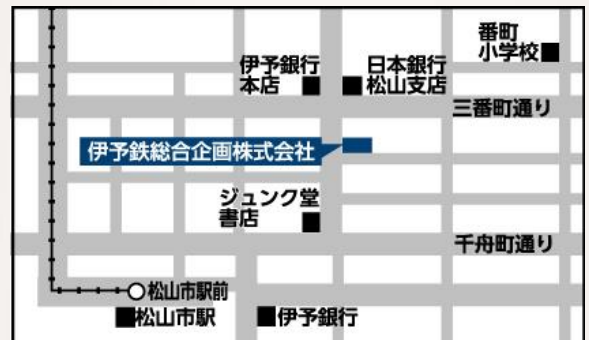 番町
小学校
伊予銀行
本店
日本銀行
松山支店
三番町通り
伊予鉄総合企画株式会社
ジュンク堂
書店
千舟町通り
松山市駅前
松山市駅
伊予銀行